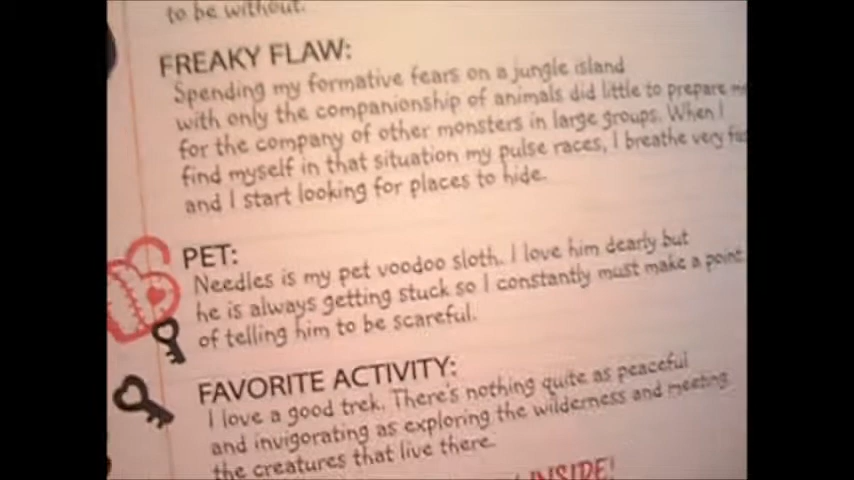 to be without.
FREAKY FLAW:
Spending my formative fears on a jungle island
with only the companionship of animals did little to prepare me
for the company of other monsters in large groups. When I
find myself in that situation my pulse races, I breathe very fa
and I start looking for places to hide.
PET:
Needles is my pet voodoo sloth. I love him dearly but
he is always getting stuck so I constantly must make a point
of telling him to be scareful.
FAVORITE ACTIVITY:
I love a good trek. There's nothing quite as peaceful
and invigorating as exploring the wilderness and meeting
the creatures that live there.
INSIDE!